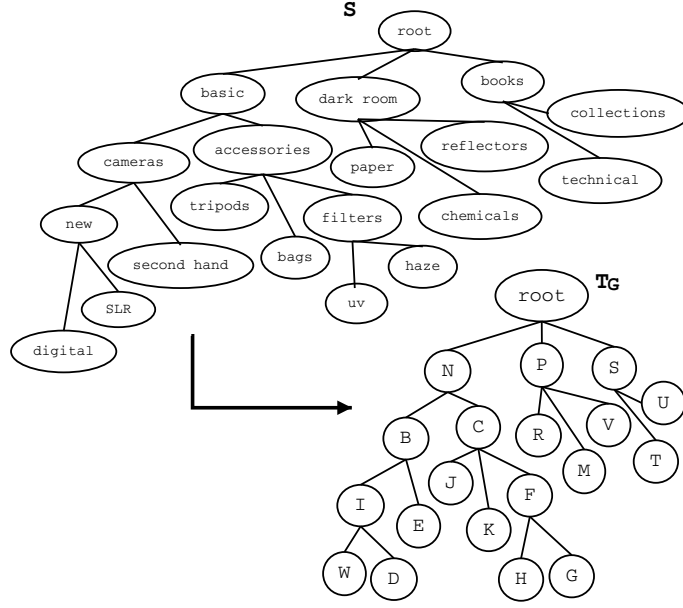 S
root
basic
dark room
books
collections
cameras
accessories
paper
reflectors
technical
new
tripods
filters
chemicals
second hand
bags
haze
SLR
uv
digital
TG
root
N
P
S
U
B
C
R
V
M
T
I
E
J
K
F
W
D
H
G